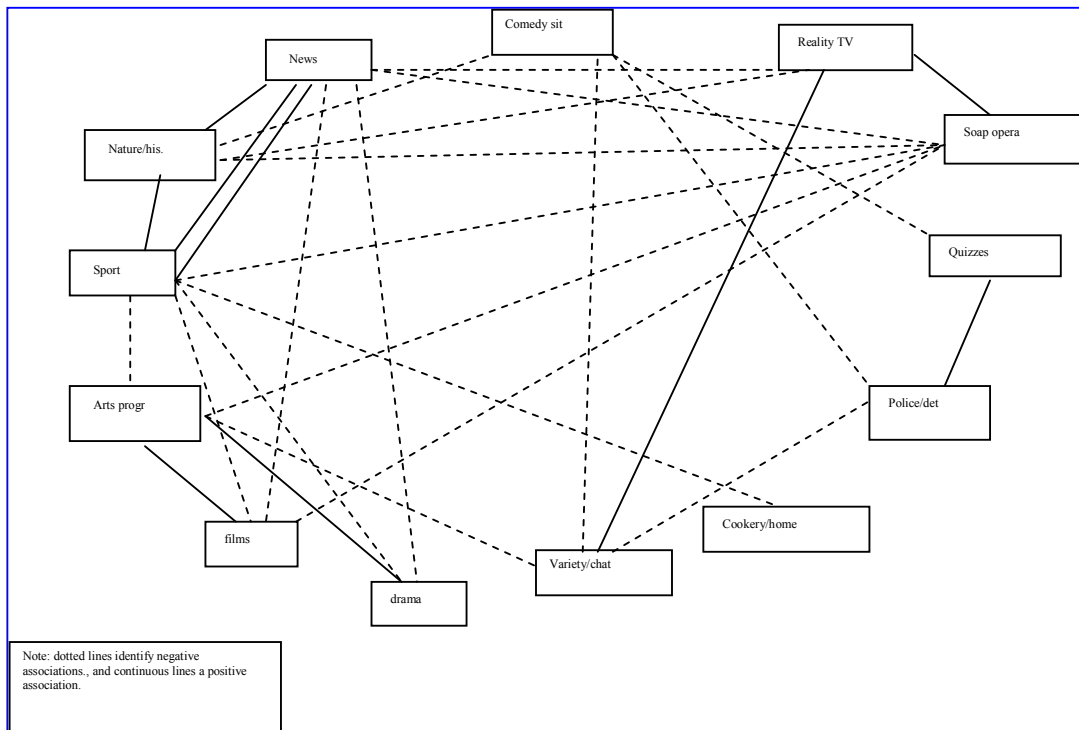 Comedy sit
Reality TV
News
Soap opera
Nature/his.
Quizzes
Sport
Arts progr
Police/det
Cookery/home
films
Variety/chat
drama
Note: dotted lines identify negative
associations., and continuous lines a positive
association.